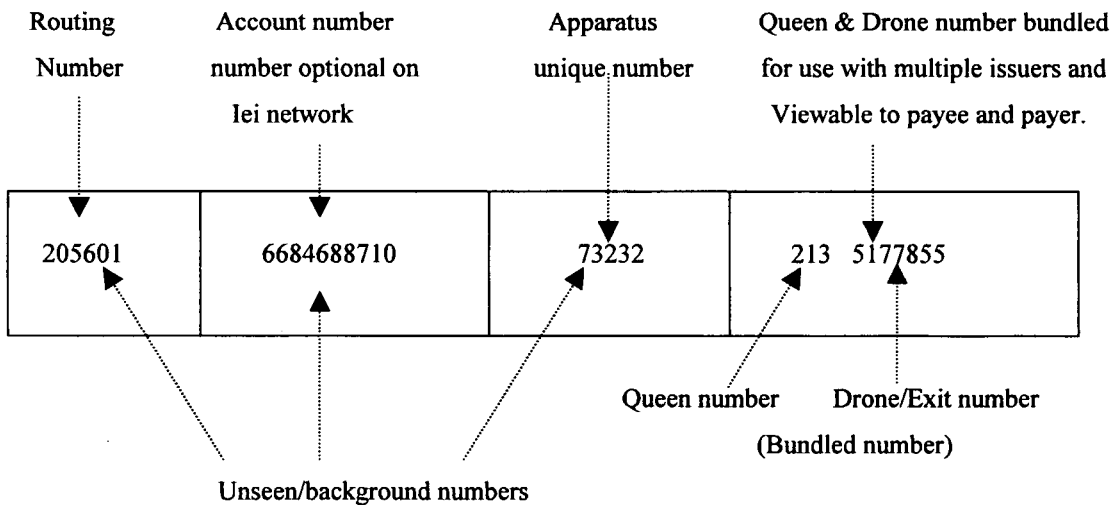 Routing
Number
Account number
number optional on
Iei network
Apparatus
unique number
Queen & Drone number bundled
for use with multiple issuers and
Viewable to payee and payer.
205601
6684688710
73232
213 5177855
Queen number
Drone/Exit number
(Bundled number)
Unseen/background numbers